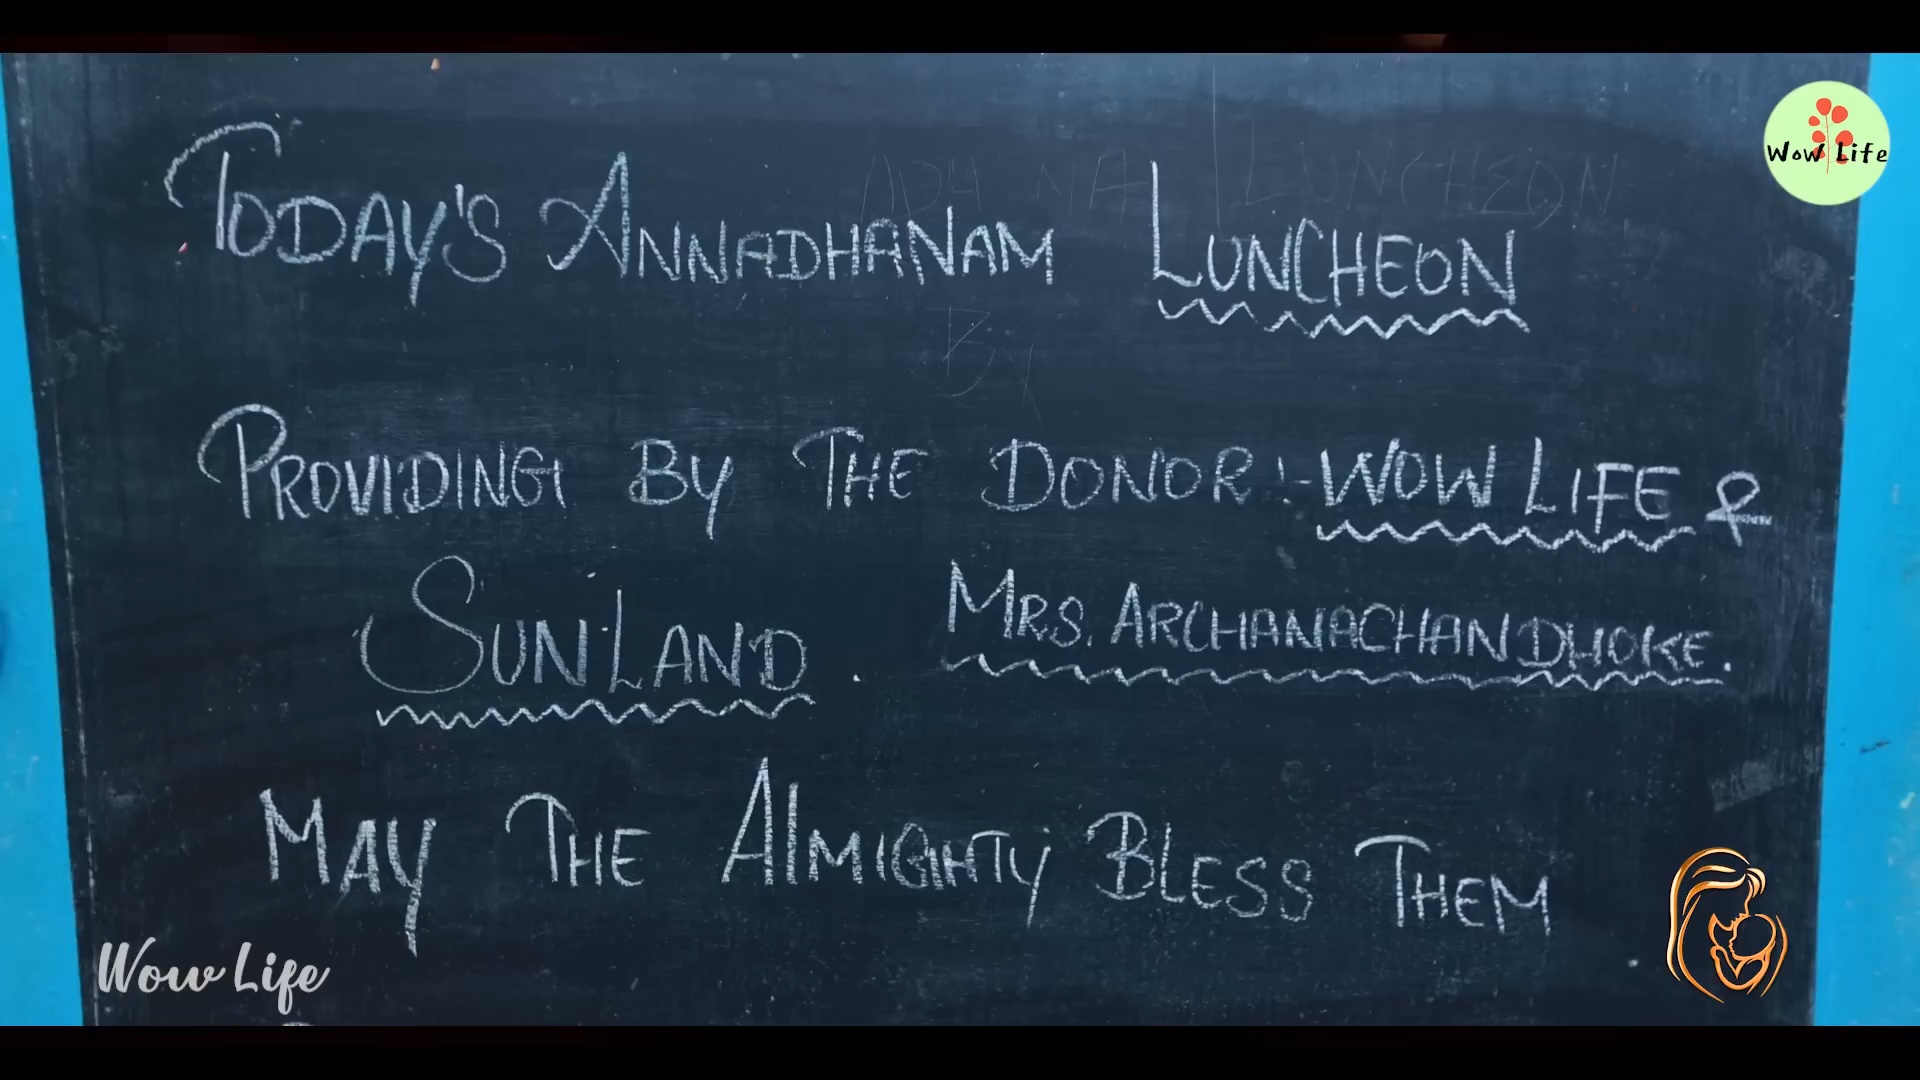 Wow Life
TODAY'S ANNADHANAM LUNCHEON
PROVIDING BY THE DONOR:- WOW LIFE &
SUNLAND. MRS. ARCHANACHANDHOKE.
MAY THE ALMIGHTY BLESS THEM
Wow Life